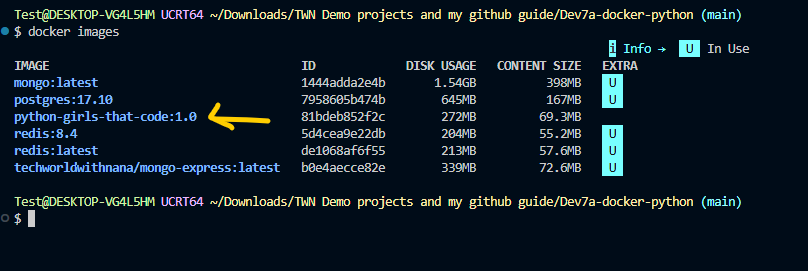 Test@DESKTOP-VG4L5HM UCRT64 ~/Downloads/TWN Demo projects and my github guide/Dev7a-docker-python (main)
$ docker images
i Info → U In Use
IMAGE ID DISK USAGE CONTENT SIZE EXTRA
mongo:latest 1444adda2e4b 1.54GB 398MB U
postgres:17.10 7958605b474b 645MB 167MB U
python-girls-that-code:1.0 81bdeb852f2c 272MB 69.3MB
redis:8.4 5d4cea9e22db 204MB 55.2MB U
redis:latest de1068af6f55 213MB 57.6MB U
techworldwithnana/mongo-express:latest b0e4aecce82e 339MB 72.6MB U
Test@DESKTOP-VG4L5HM UCRT64 ~/Downloads/TWN Demo projects and my github guide/Dev7a-docker-python (main)
$